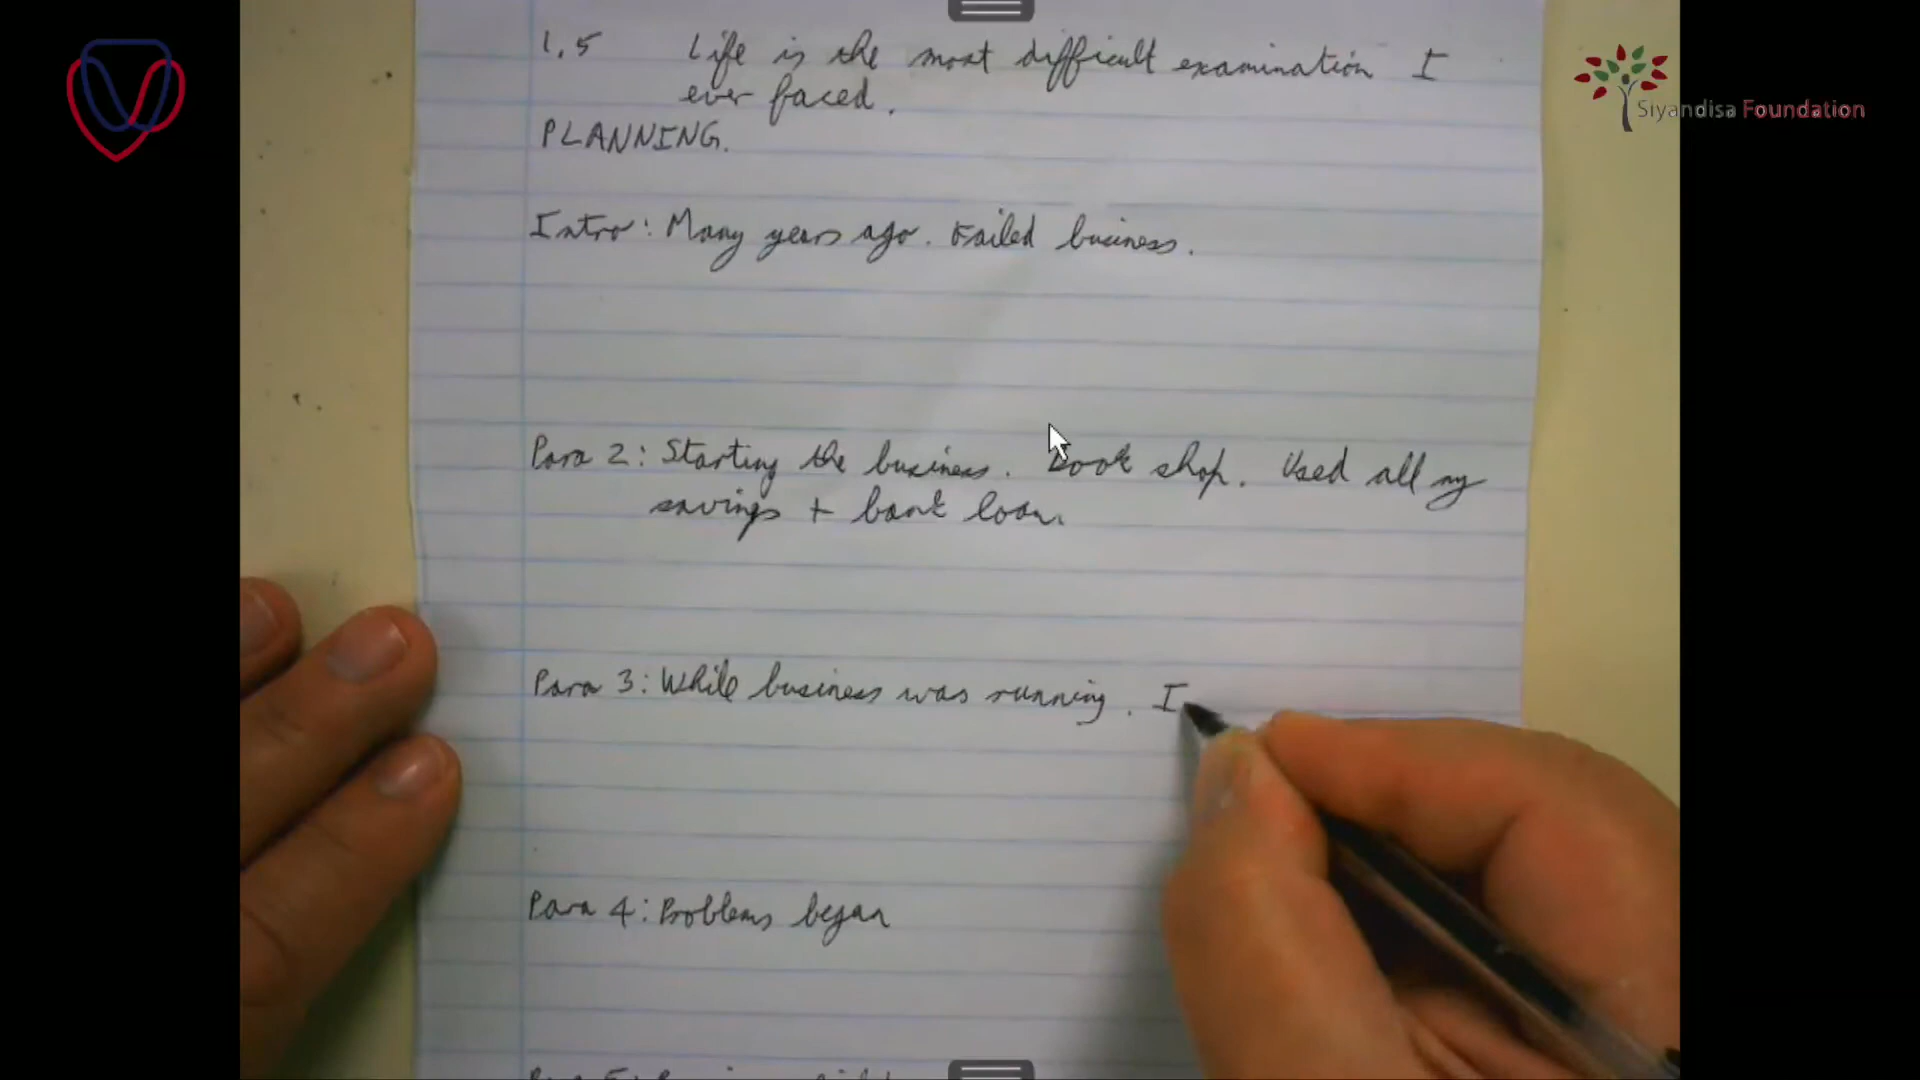 1.5 Life is the most difficult examination I
ever faced.
PLANNING.
Siyandisa Foundation
Intro: Many years ago. Failed business.
Para 2: Starting the business. Book shop. Used all my
savings + bank loan.
Para 3: While business was running. I
Para 4: Problems began